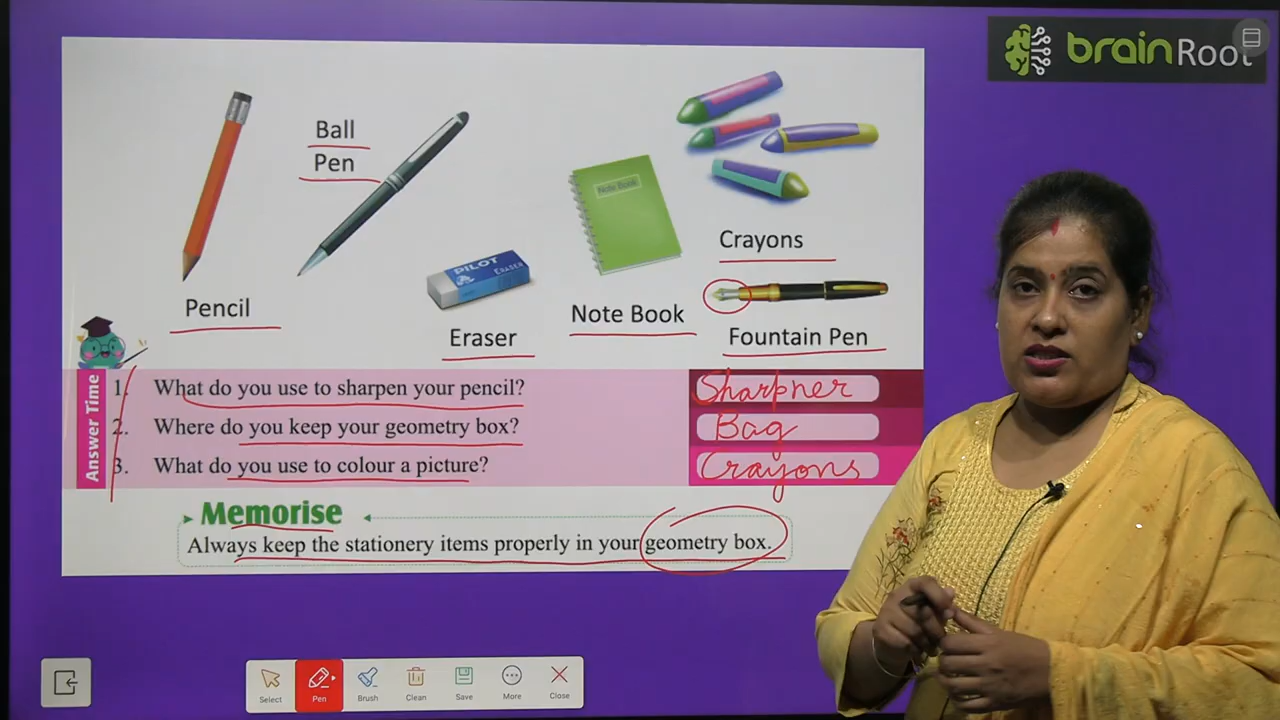 brainRoot
Ball
Pen
Note Book
Crayons
PILOT
ERASER
Pencil
Eraser
Note Book
Fountain Pen
Answer Time
1. What do you use to sharpen your pencil? Sharpner
2. Where do you keep your geometry box? Bag
3. What do you use to colour a picture? Crayons
Memorise
Always keep the stationery items properly in your geometry box.
Select Pen Brush Clean Save More Close